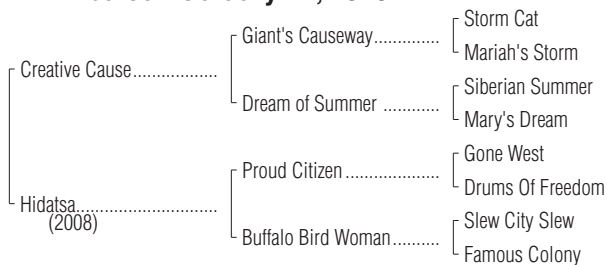 Giant's Causeway..............
Storm Cat
Mariah's Storm
Creative Cause..................
Dream of Summer ............
Siberian Summer
Mary's Dream
Proud Citizen ....................
Gone West
Drums Of Freedom
Hidatsa..............................
(2008)
Buffalo Bird Woman..........
Slew City Slew
Famous Colony